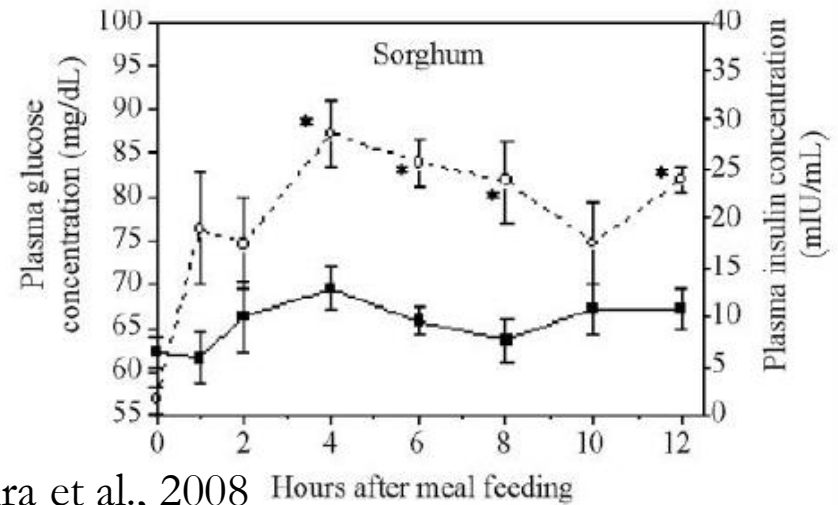 Sorghum
Plasma glucose
concentration (mg/dL)
100
95
90
85
80
75
70
65
60
55
40
35
30
25
20
15
10
5
0
Plasma insulin concentration
(mIU/mL)
0 2 4 6 8 10 12
Hours after meal feeding
et al., 2008